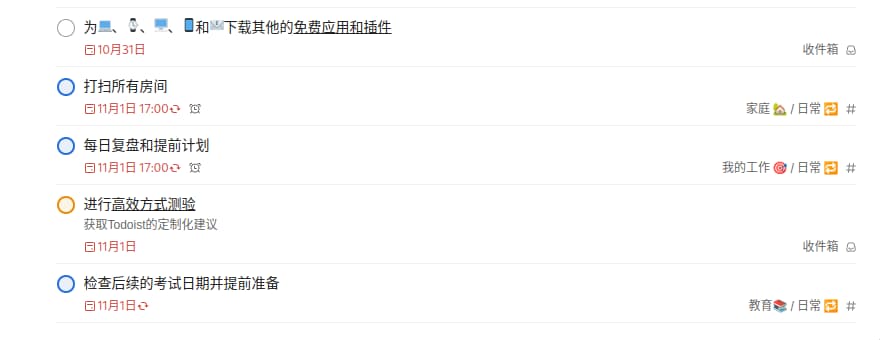 为💻、⌚、🖥️、📱和✉️下载其他的免费应用和插件
10月31日 收件箱
打扫所有房间
11月1日 17:00 家庭 🏡 / 日常 🔁 #
每日复盘和提前计划
11月1日 17:00 我的工作 🎯 / 日常 🔁 #
进行高效方式测验
获取Todoist的定制化建议
11月1日 收件箱
检查后续的考试日期并提前准备
11月1日 教育📚 / 日常 🔁 #